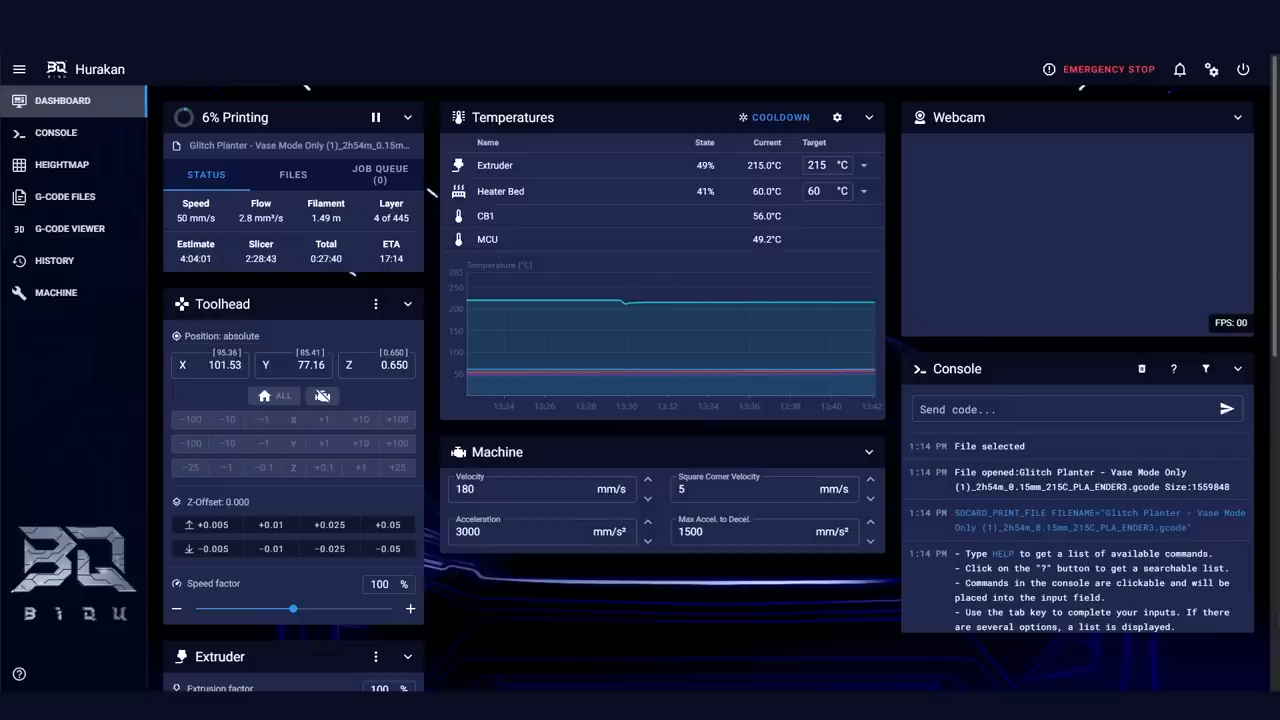 BQ
BIQU
Hurakan
EMERGENCY STOP
DASHBOARD
CONSOLE
HEIGHTMAP
G-CODE FILES
3D G-CODE VIEWER
HISTORY
MACHINE
BQ
BIQU
6% Printing
Glitch Planter - Vase Mode Only (1)_2h54m_0.15m...
STATUS FILES JOB QUEUE
(0)
Speed Flow Filament Layer
50 mm/s 2.8 mm³/s 1.49 m 4 of 445
Estimate Slicer Total ETA
4:04:01 2:28:43 0:27:40 17:14
Toolhead
Position: absolute
[95.36] [85.41] [0.650]
X 101.53 Y 77.16 Z 0.650
ALL
-100 -10 -1 X +1 +10 +100
-100 -10 -1 Y +1 +10 +100
-25 -1 -0.1 Z +0.1 +1 +25
Z-Offset: 0.000
+0.005 +0.01 +0.025 +0.05
-0.005 -0.01 -0.025 -0.05
Speed factor 100 %
Extruder
Extrusion factor 100 %
Temperatures
COOLDOWN
Name State Current Target
Extruder 49% 215.0°C 215 °C
Heater Bed 41% 60.0°C 60 °C
CB1 56.0°C
MCU 49.2°C
Temperature [°C]
285
250
200
150
100
50
13:24 13:26 13:28 13:30 13:32 13:34 13:36 13:38 13:40 13:42
Machine
Velocity Square Corner Velocity
180 mm/s 5 mm/s
Acceleration Max Accel. to Decel.
3000 mm/s² 1500 mm/s²
Webcam
FPS: 00
Console
Send code...
1:14 PM File selected
1:14 PM File opened:Glitch Planter - Vase Mode Only
(1)_2h54m_0.15mm_215C_PLA_ENDER3.gcode Size:1559848
1:14 PM SDCARD_PRINT_FILE FILENAME="Glitch Planter - Vase Mode
Only (1)_2h54m_0.15mm_215C_PLA_ENDER3.gcode"
1:14 PM - Type HELP to get a list of available commands.
- Click on the "?" button to get a searchable list.
- Commands in the console are clickable and will be
placed into the input field.
- Use the tab key to complete your inputs. If there
are several options, a list is displayed.